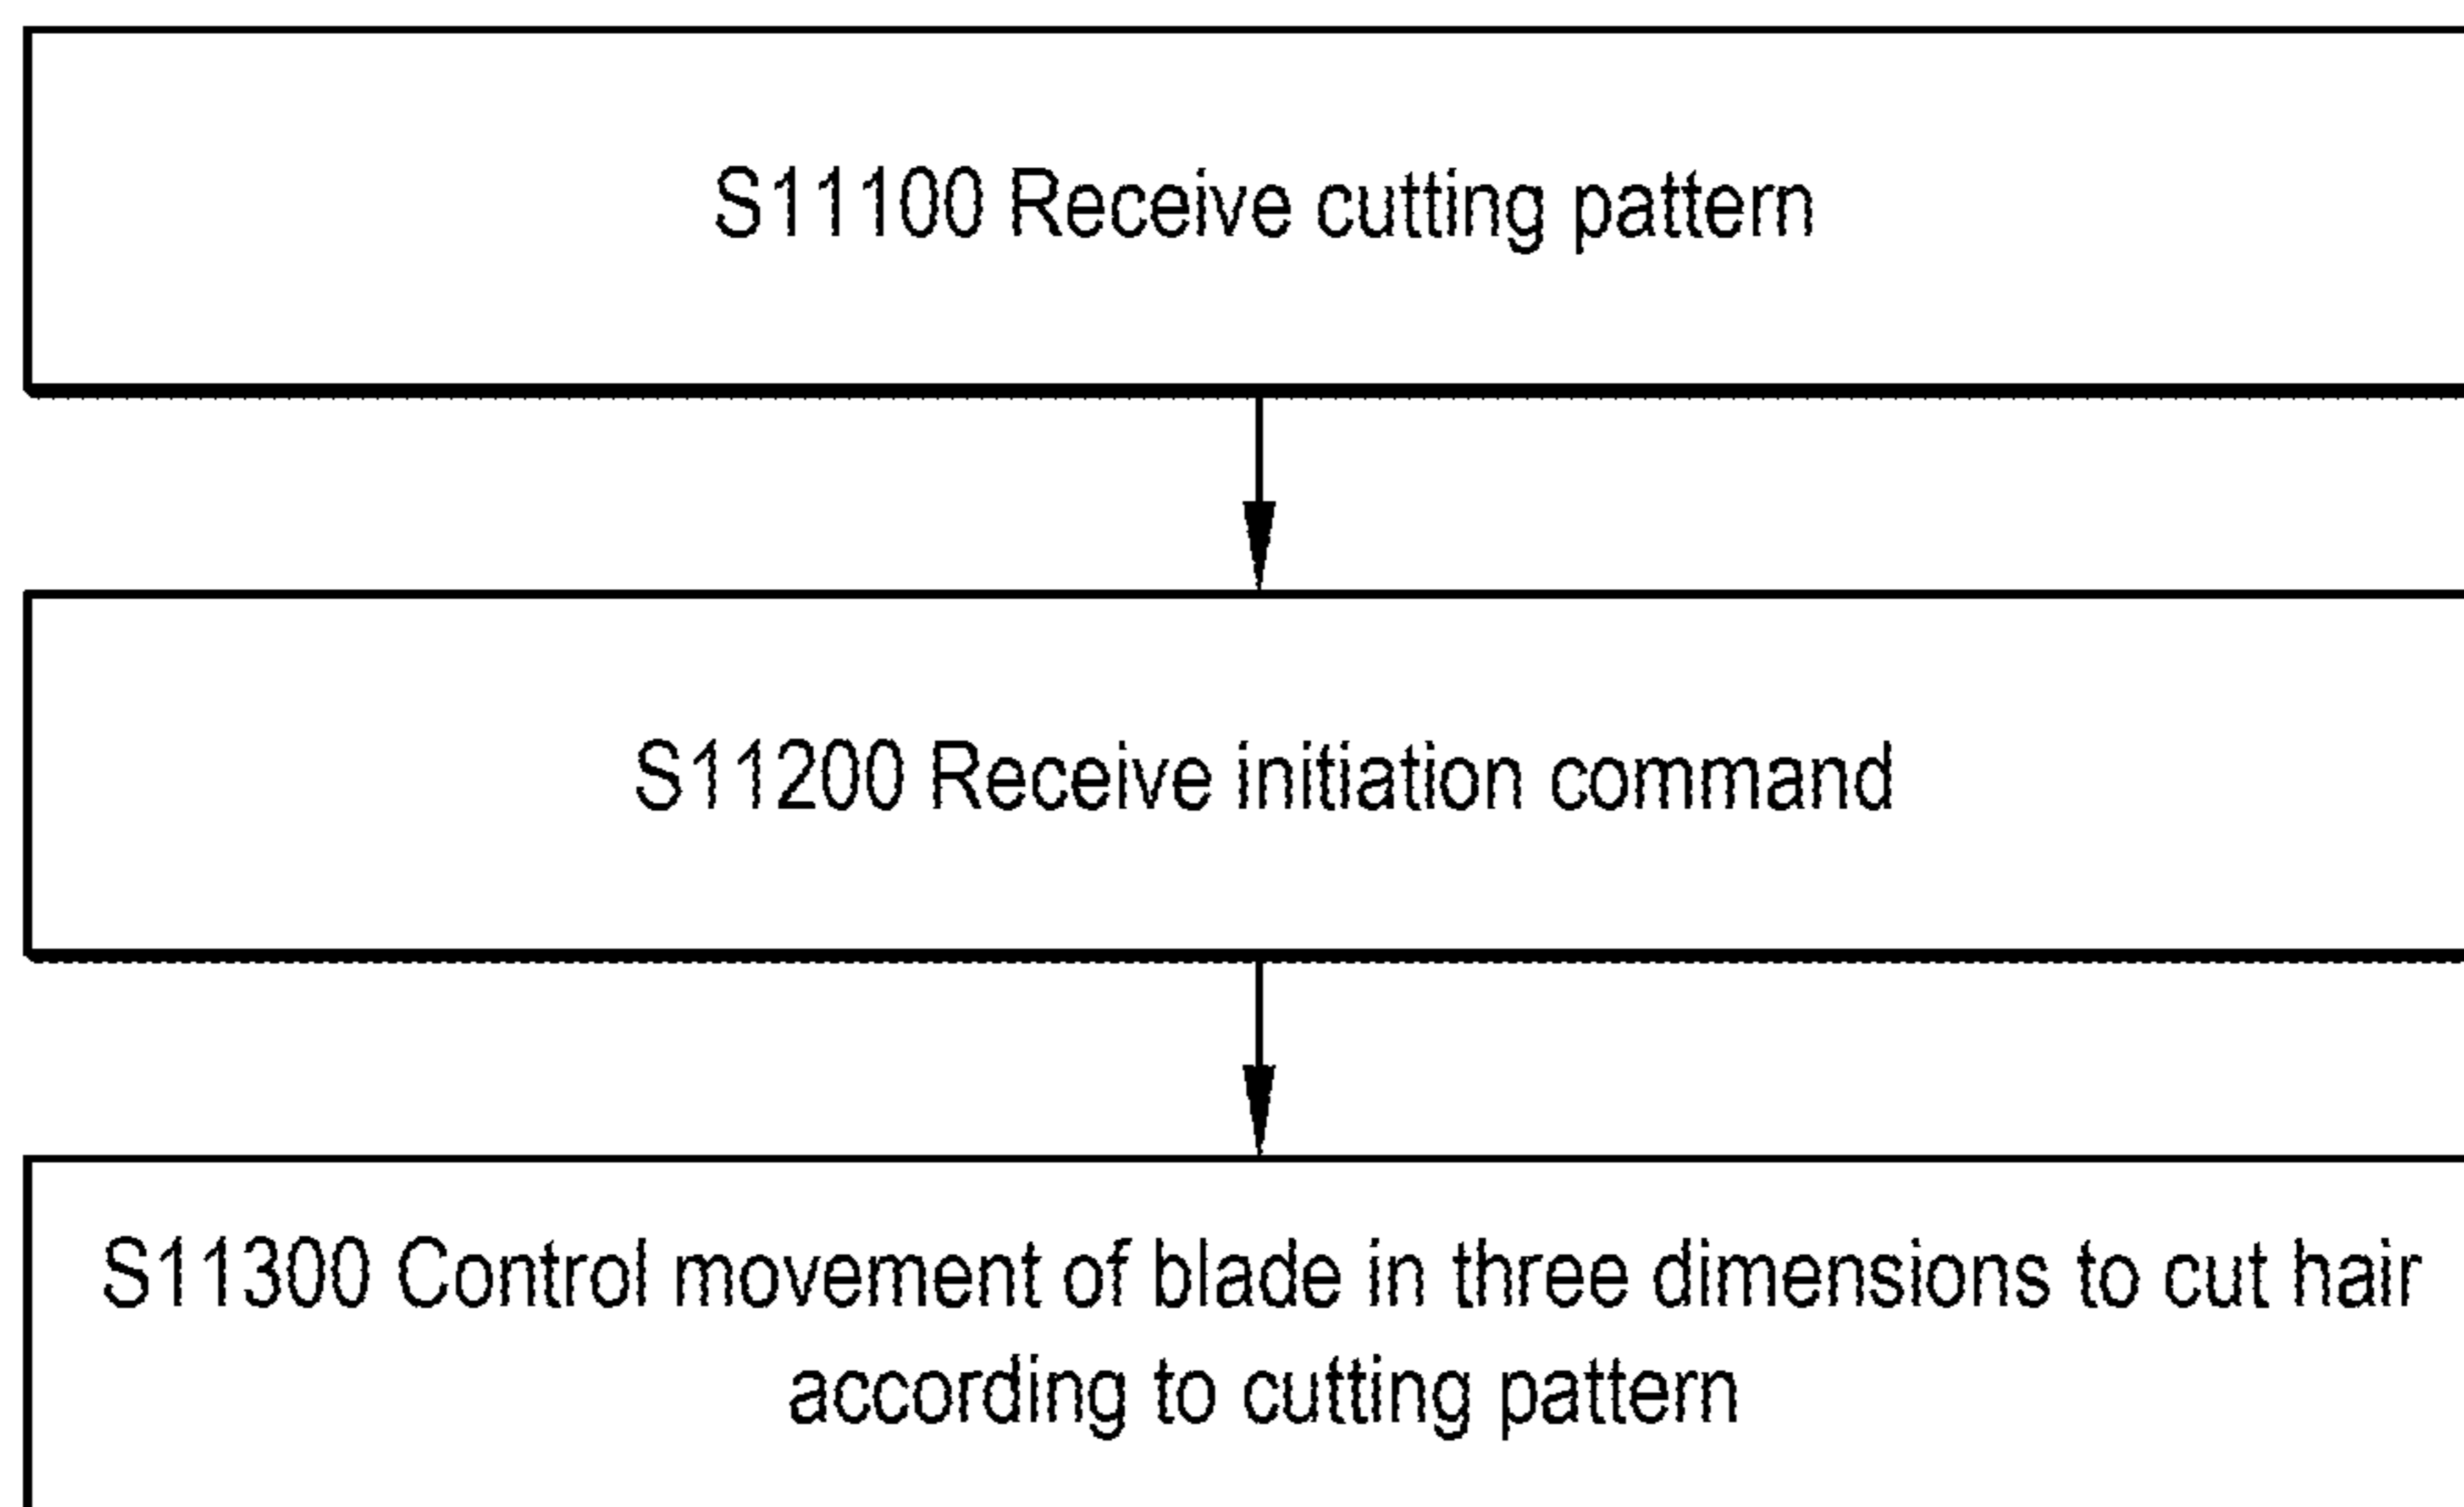 S11100 Receive cutting pattern
S11200 Receive initiation command
S11300 Control movement of blade in three dimensions to cut hair
according to cutting pattern